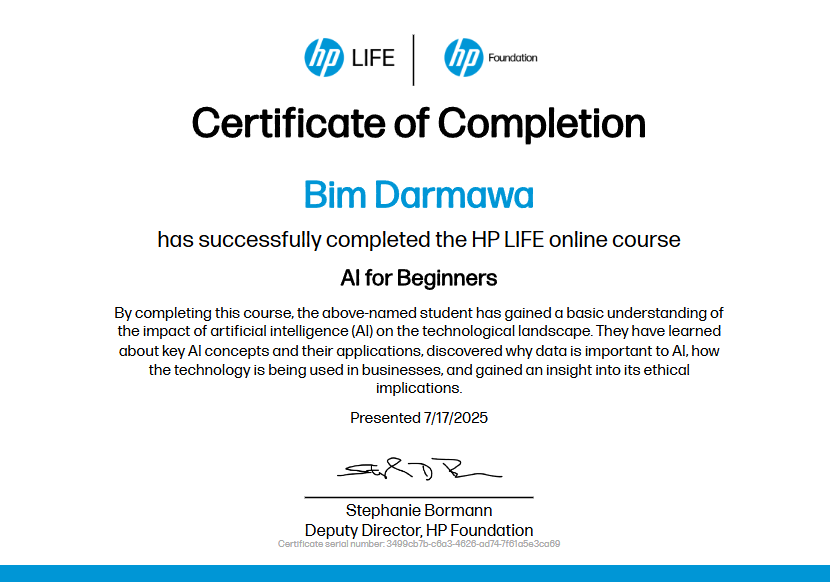 hp LIFE hp Foundation
Certificate of Completion
Bim Darmawa
has successfully completed the HP LIFE online course
AI for Beginners
By completing this course, the above-named student has gained a basic understanding of
the impact of artificial intelligence (AI) on the technological landscape. They have learned
about key AI concepts and their applications, discovered why data is important to AI, how
the technology is being used in businesses, and gained an insight into its ethical
implications.
Presented 7/17/2025
Stephanie Bormann
Deputy Director, HP Foundation
Certificate serial number: 3499cb7b-c6a3-4626-ad74-7f61a5e3ca69